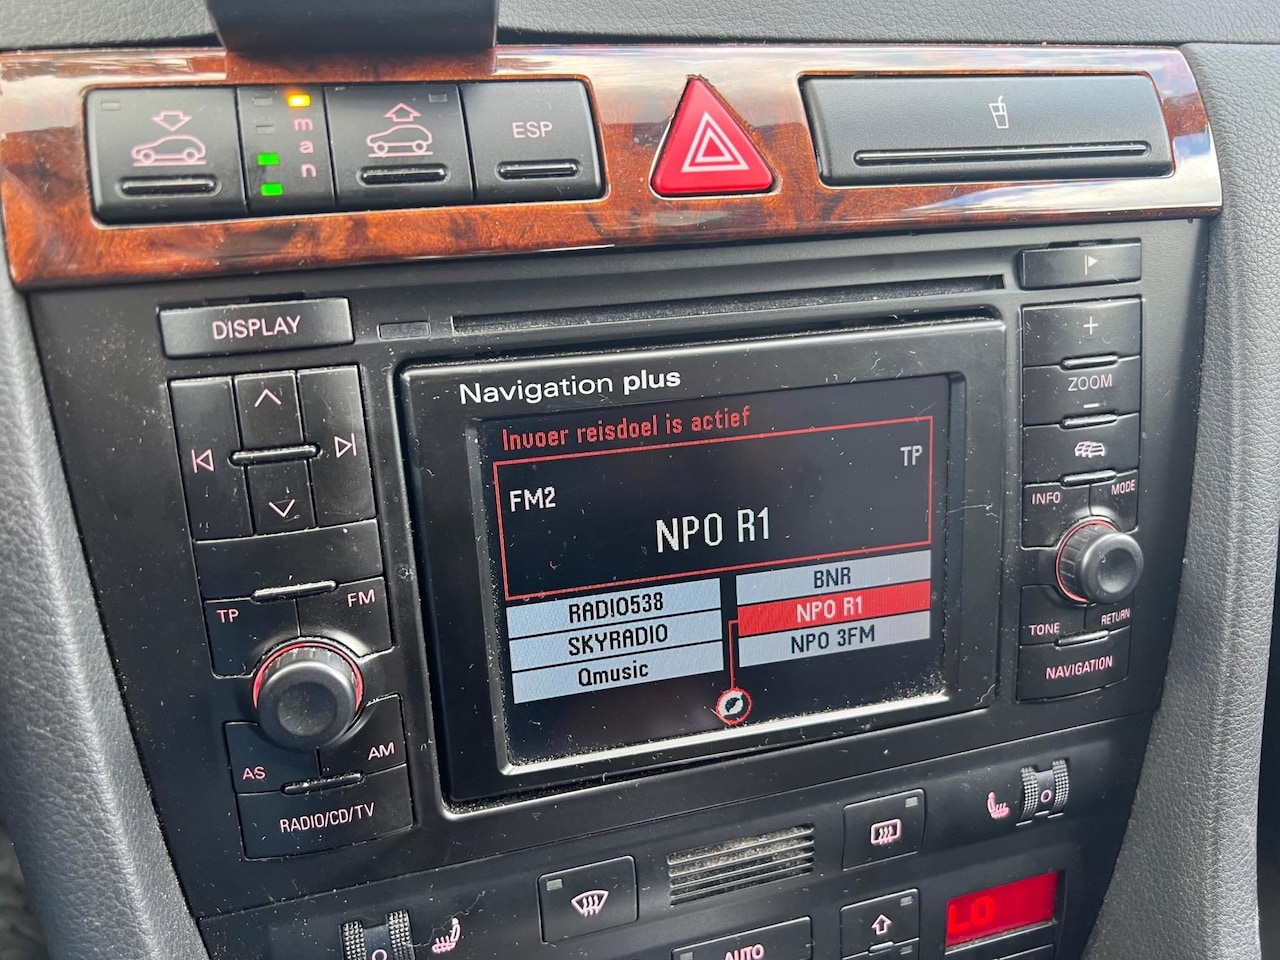 man
ESP
DISPLAY
Navigation plus
Invoer reisdoel is actief
TP
FM2
NPO R1
RADIO538
SKYRADIO
Qmusic
BNR
NPO R1
NPO 3FM
+
ZOOM
-
INFO
MODE
TONE
RETURN
NAVIGATION
TP
FM
AS
AM
RADIO/CD/TV
AUTO
LO
O
O